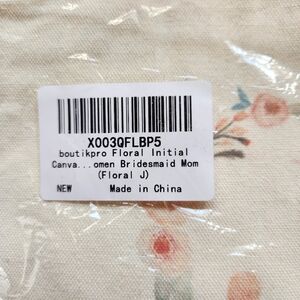 X003QFLBP5
boutikpro Floral Initial
Canva...omen Bridesmaid Mom
(Floral J)
NEW Made in China